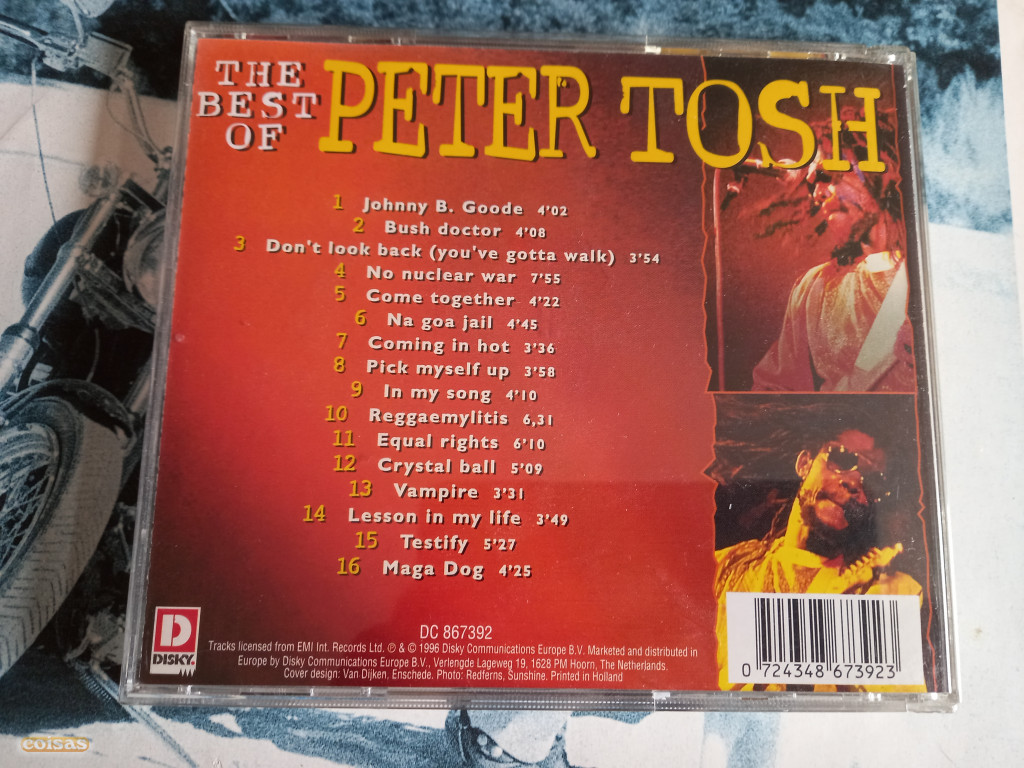 THE
BEST
OF
PETER TOSH
1 Johnny B. Goode 4'02
2 Bush doctor 4'08
3 Don't look back (you've gotta walk) 3'54
4 No nuclear war 7'55
5 Come together 4'22
6 Na goa jail 4'45
7 Coming in hot 3'36
8 Pick myself up 3'58
9 In my song 4'10
10 Reggaemylitis 6,31
11 Equal rights 6'10
12 Crystal ball 5'09
13 Vampire 3'31
14 Lesson in my life 3'49
15 Testify 5'27
16 Maga Dog 4'25
D
DISKY
DC 867392
Tracks licensed from EMI Int. Records Ltd. ℗ & © 1996 Disky Communications Europe B.V. Marketed and distributed in
Europe by Disky Communications Europe B.V., Verlengde Lageweg 19, 1628 PM Hoorn, The Netherlands.
Cover design: Van Dijken, Enschede. Photo: Redferns, Sunshine. Printed in Holland
0 724348 673923
coisas